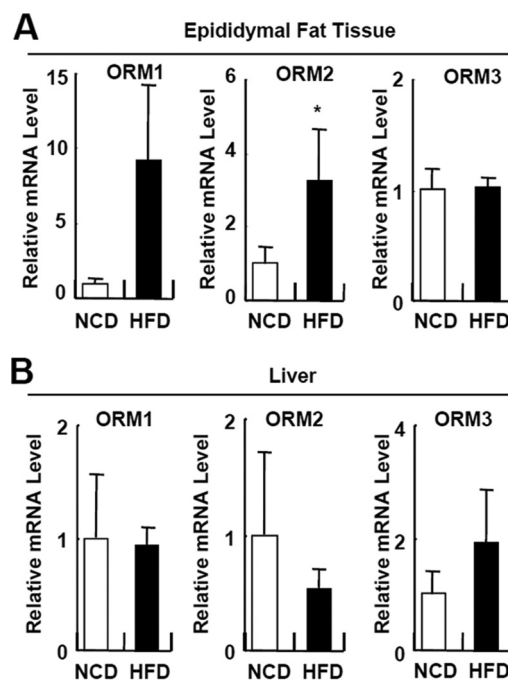 A
Epididymal Fat Tissue
ORM1
ORM2
ORM3
Relative mRNA Level
15
10
5
0
NCD HFD
Relative mRNA Level
6
4
2
0
*
NCD HFD
Relative mRNA Level
2
1
0
NCD HFD
B
Liver
ORM1
ORM2
ORM3
Relative mRNA Level
2
1
0
NCD HFD
Relative mRNA Level
2
1
0
NCD HFD
Relative mRNA Level
4
2
0
NCD HFD